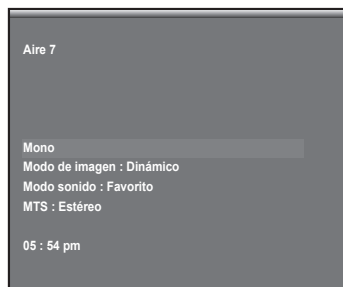 Aire 7
Mono
Modo de imagen : Dinámico
Modo sonido : Favorito
MTS : Estéreo
05 : 54 pm